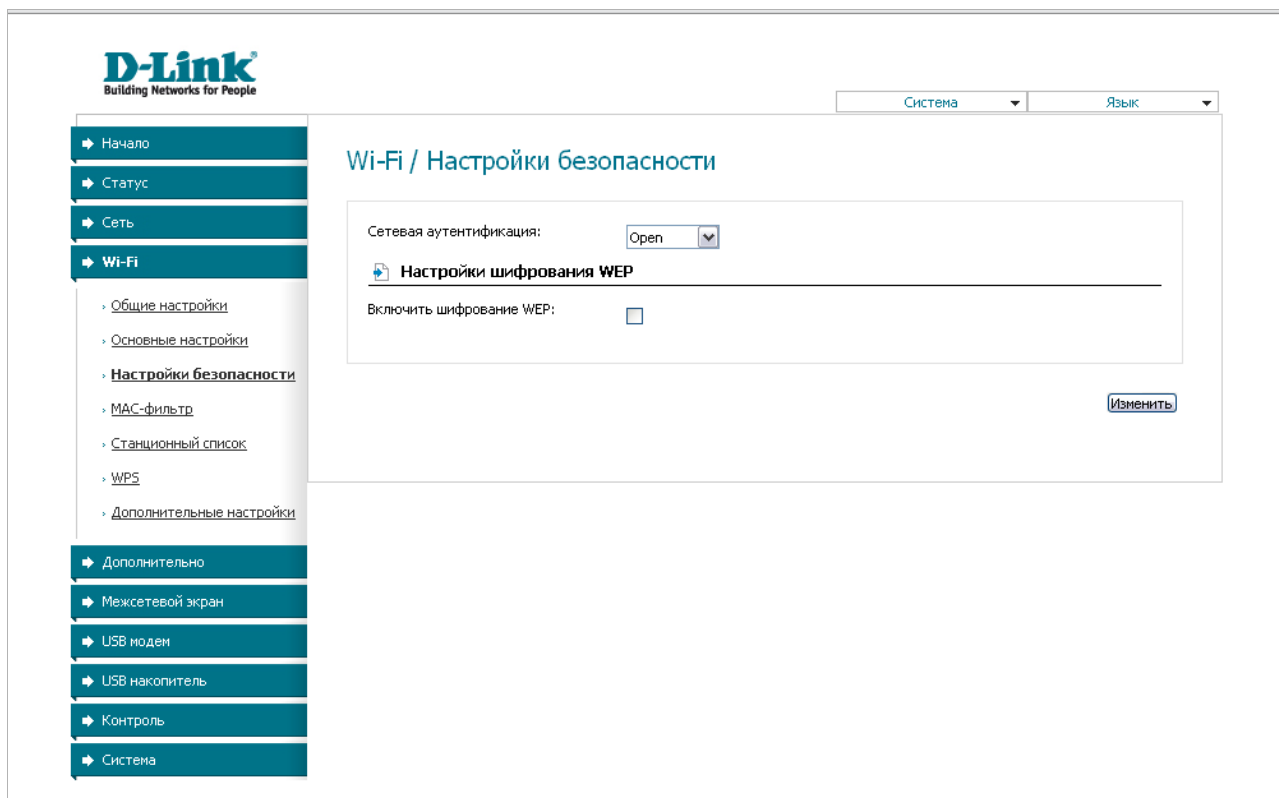 D-Link
Building Networks for People
Система
Язык
Начало
Статус
Сеть
Wi-Fi
Общие настройки
Основные настройки
Настройки безопасности
MAC-фильтр
Станционный список
WPS
Дополнительные настройки
Дополнительно
Межсетевой экран
USB модем
USB накопитель
Контроль
Система
Wi-Fi / Настройки безопасности
Сетевая аутентификация: Open
Настройки шифрования WEP
Включить шифрование WEP:
Изменить